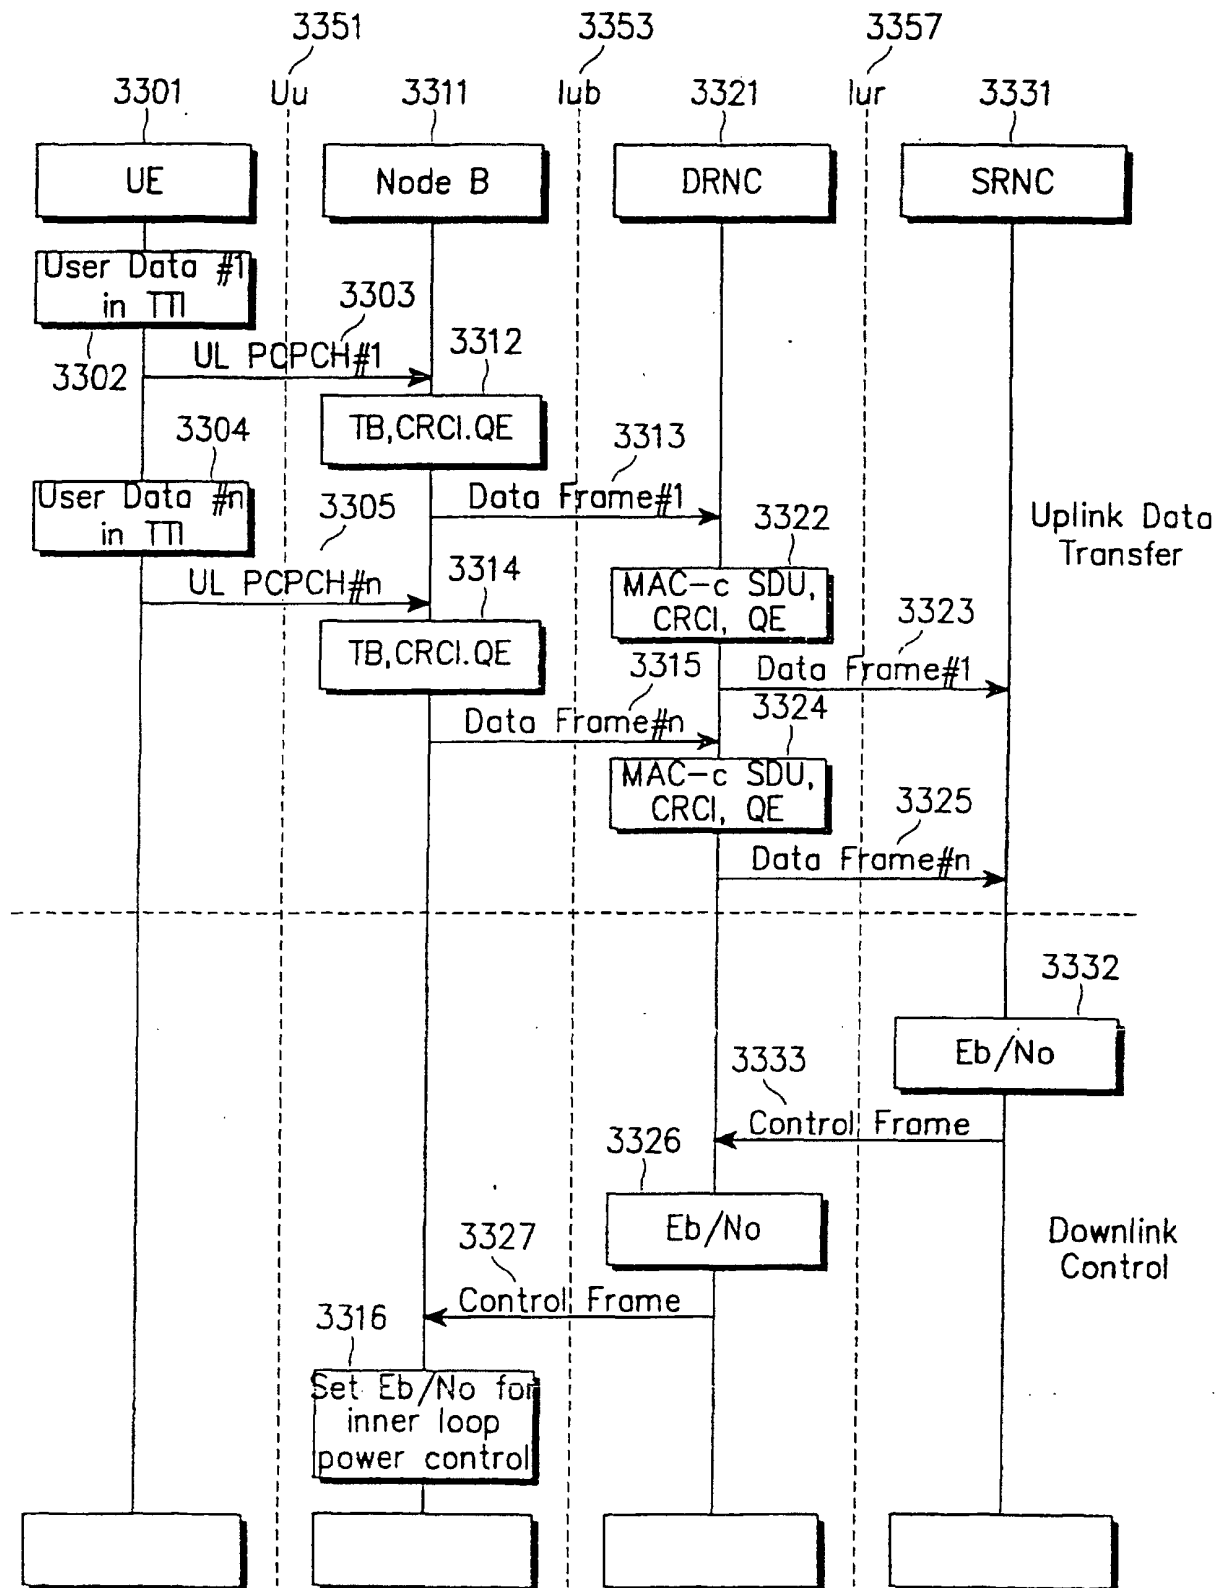 3351
3353
3357
3301
Uu
3311
Iub
3321
Iur
3331
UE
Node B
DRNC
SRNC
User Data #1
in TTI
3303
3302
UL PCPCH#1
3312
TB,CRCI.QE
3304
3313
User Data #n
in TTI
3305
Data Frame#1
3322
Uplink Data
Transfer
UL PCPCH#n
3314
MAC-c SDU,
CRCI, QE
3323
TB,CRCI.QE
3315
Data Frame#1
Data Frame#n
3324
MAC-c SDU,
CRCI, QE
3325
Data Frame#n
3332
Eb/No
3333
Control Frame
3326
Eb/No
Downlink
Control
3327
Control Frame
3316
Set Eb/No for
inner loop
power control